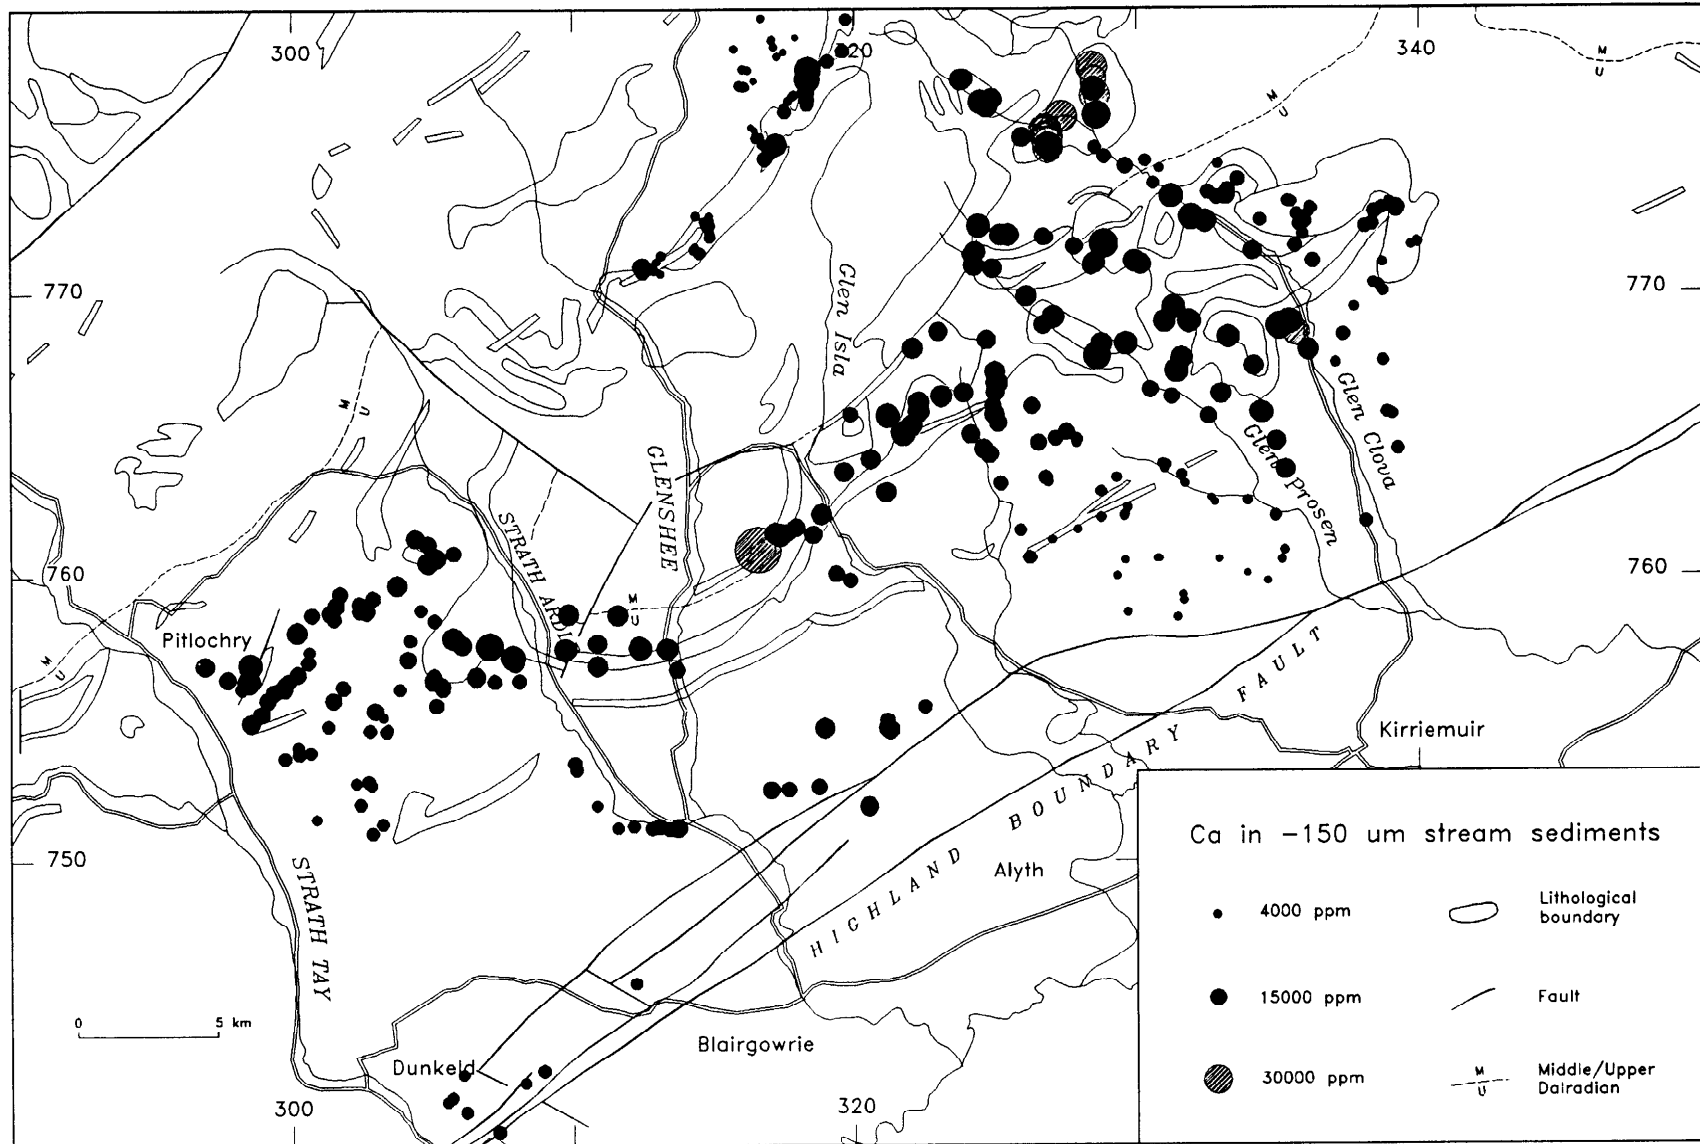 300
320
340
M
U
M
U
770
770
Glen Isla
M
U
GLENSHEE
Glen Clova
Glen Prosen
STRATH ARDLE
760
760
M
U
Pitlochry
M
U
HIGHLAND BOUNDARY FAULT
Kirriemuir
750
Alyth
STRATH TAY
0 5 km
Blairgowrie
Dunkeld
300
320
Ca in -150 um stream sediments
4000 ppm
Lithological
boundary
15000 ppm
Fault
30000 ppm
M
U
Middle/Upper
Dalradian